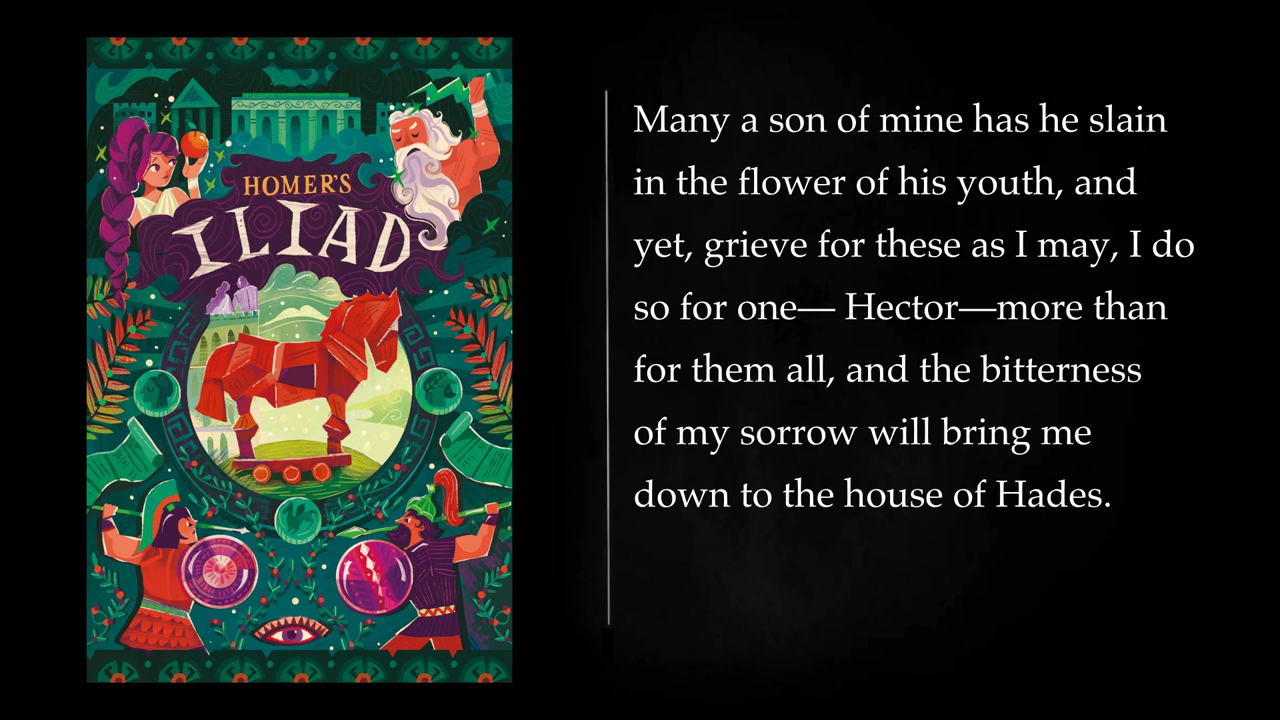 HOMER'S
ILIAD
Many a son of mine has he slain
in the flower of his youth, and
yet, grieve for these as I may, I do
so for one— Hector—more than
for them all, and the bitterness
of my sorrow will bring me
down to the house of Hades.